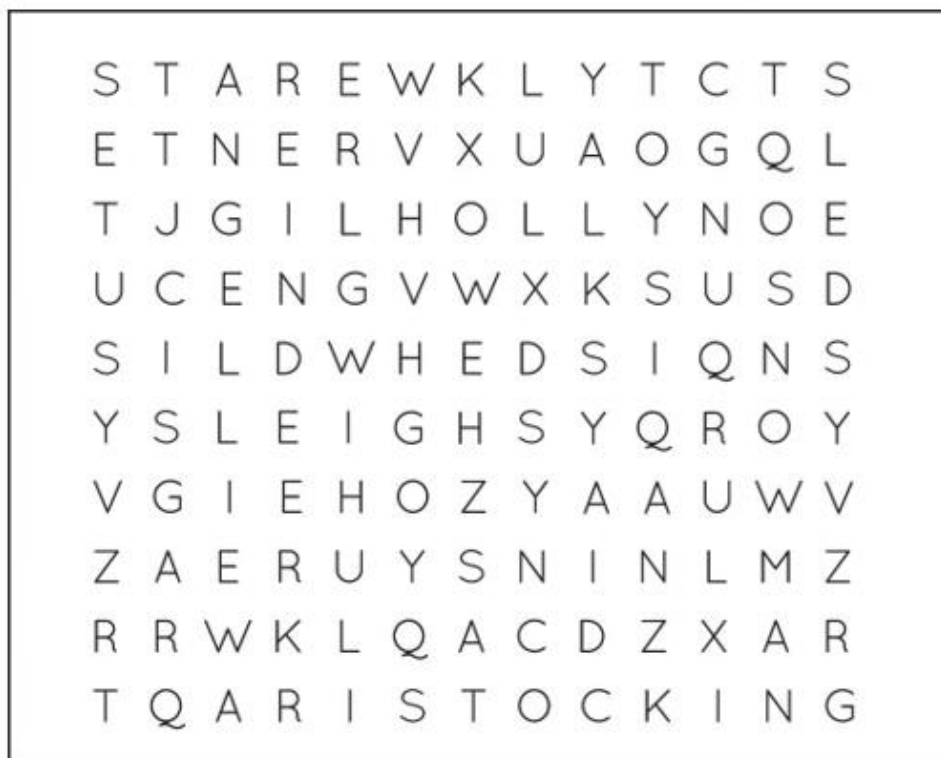 S T A R E W K L Y T C T S
E T N E R V X U A O G Q L
T J G I L H O L L Y N O E
U C E N G V W X K S U S D
S I L D W H E D S I Q N S
Y S L E I G H S Y Q R O Y
V G I E H O Z Y A A U W V
Z A E R U Y S N I N L M Z
R R W K L Q A C D Z X A R
T Q A R I S T O C K I N G